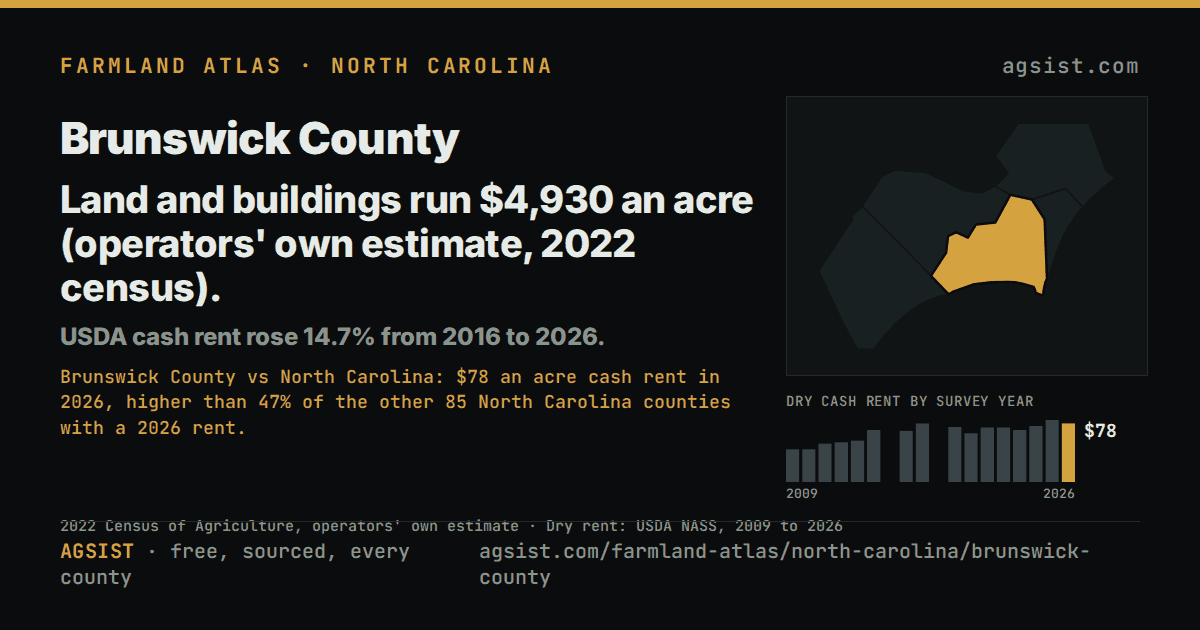 FARMLAND ATLAS · NORTH CAROLINA
agsist.com
Brunswick County
Land and buildings run $4,930 an acre
(operators' own estimate, 2022
census).
USDA cash rent rose 14.7% from 2016 to 2026.
Brunswick County vs North Carolina: $78 an acre cash rent in
2026, higher than 47% of the other 85 North Carolina counties
with a 2026 rent.
DRY CASH RENT BY SURVEY YEAR
$78
2009
2026
2022 Census of Agriculture, operators' own estimate · Dry rent: USDA NASS, 2009 to 2026
AGSIST · free, sourced, every
county
agsist.com/farmland-atlas/north-carolina/brunswick-
county